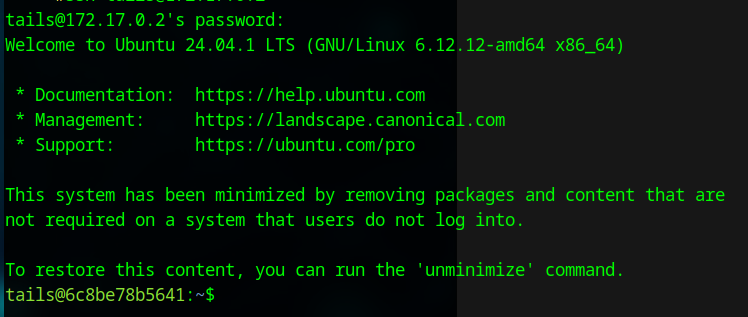 tails@172.17.0.2's password:
Welcome to Ubuntu 24.04.1 LTS (GNU/Linux 6.12.12-amd64 x86_64)
* Documentation: https://help.ubuntu.com
* Management: https://landscape.canonical.com
* Support: https://ubuntu.com/pro
This system has been minimized by removing packages and content that are
not required on a system that users do not log into.
To restore this content, you can run the 'unminimize' command.
tails@6c8be78b5641:~$